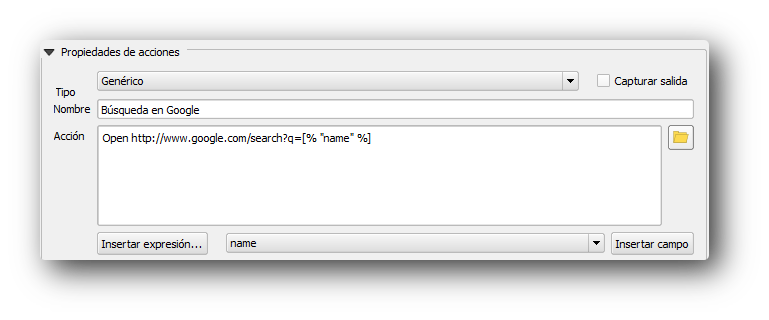 Propiedades de acciones
Tipo
Genérico
Capturar salida
Nombre
Búsqueda en Google
Acción
Open http://www.google.com/search?q=[% "name" %]
Insertar expresión...
name
Insertar campo